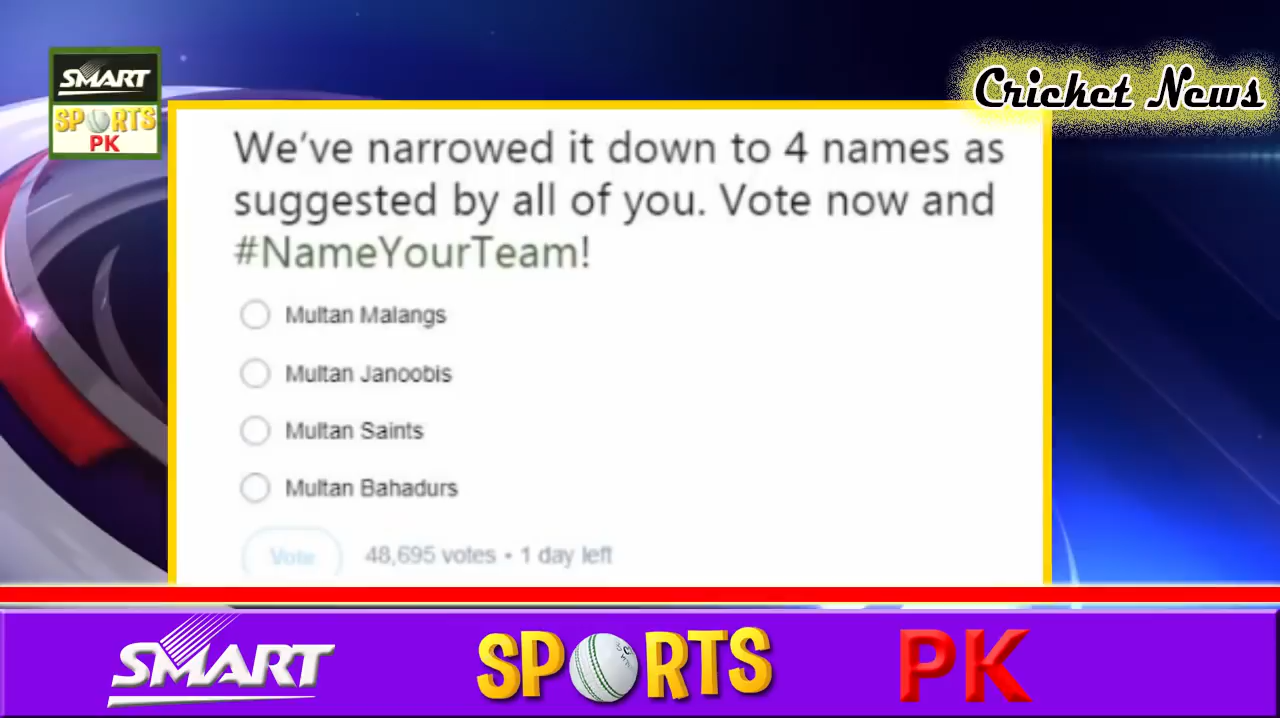 SMART
SPORTS
PK
Cricket News
We’ve narrowed it down to 4 names as
suggested by all of you. Vote now and
#NameYourTeam!
Multan Malangs
Multan Janoobis
Multan Saints
Multan Bahadurs
Vote 48,695 votes • 1 day left
SMART SPORTS PK